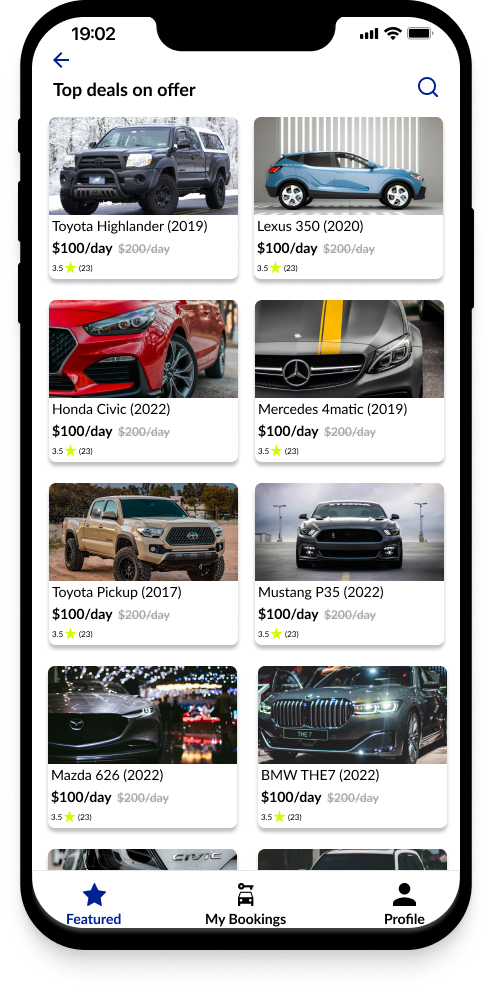 19:02
Top deals on offer
Toyota Highlander (2019)
$100/day $200/day
3.5 (23)
Lexus 350 (2020)
$100/day $200/day
3.5 (23)
Honda Civic (2022)
$100/day $200/day
3.5 (23)
Mercedes 4matic (2019)
$100/day $200/day
3.5 (23)
Toyota Pickup (2017)
$100/day $200/day
3.5 (23)
Mustang P35 (2022)
$100/day $200/day
3.5 (23)
Mazda 626 (2022)
$100/day $200/day
3.5 (23)
THE 7
BMW THE7 (2022)
$100/day $200/day
3.5 (23)
CIVIC
Featured
My Bookings
Profile